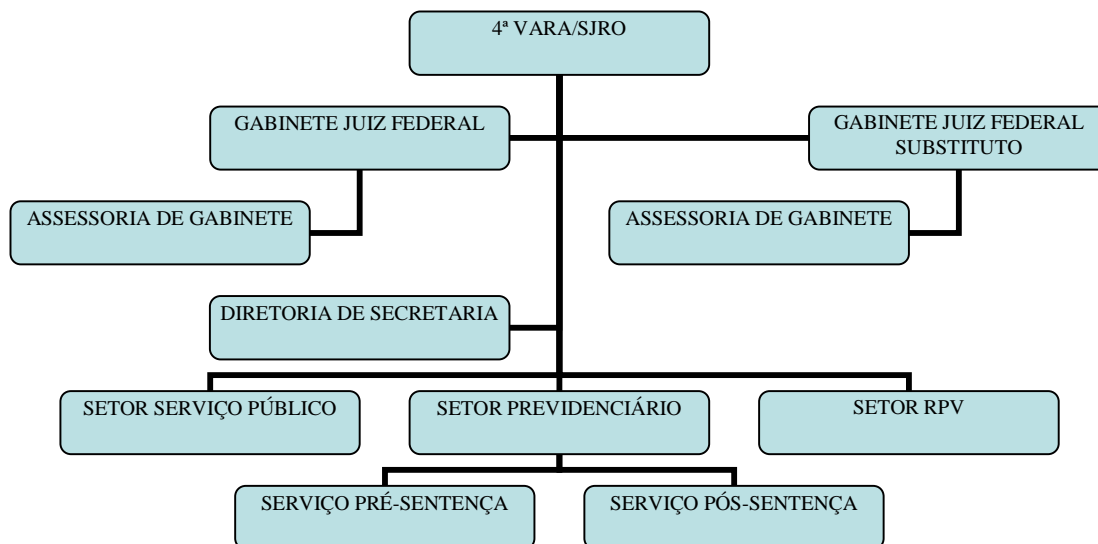 4ª VARA/SJRO
GABINETE JUIZ FEDERAL
GABINETE JUIZ FEDERAL
SUBSTITUTO
ASSESSORIA DE GABINETE
ASSESSORIA DE GABINETE
DIRETORIA DE SECRETARIA
SETOR SERVIÇO PÚBLICO
SETOR PREVIDENCIÁRIO
SETOR RPV
SERVIÇO PRÉ-SENTENÇA
SERVIÇO PÓS-SENTENÇA